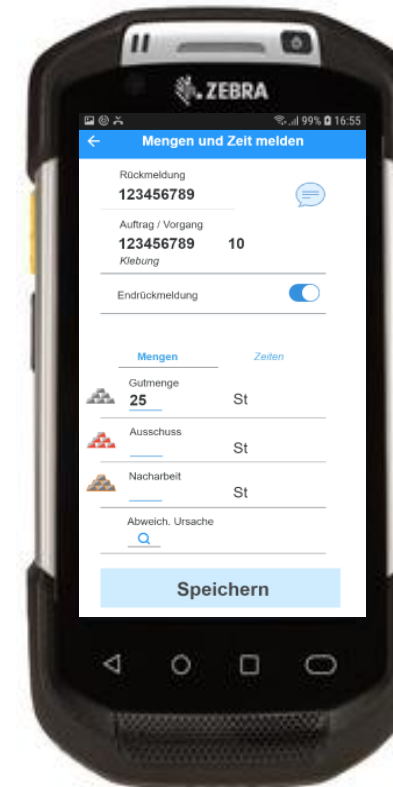 ZEBRA
99% 16:55
Mengen und Zeit melden
Rückmeldung
123456789
Auftrag / Vorgang
123456789 10
Klebung
Endrückmeldung
Mengen Zeiten
Gutmenge
25 St
Ausschuss
St
Nacharbeit
St
Abweich. Ursache
Speichern